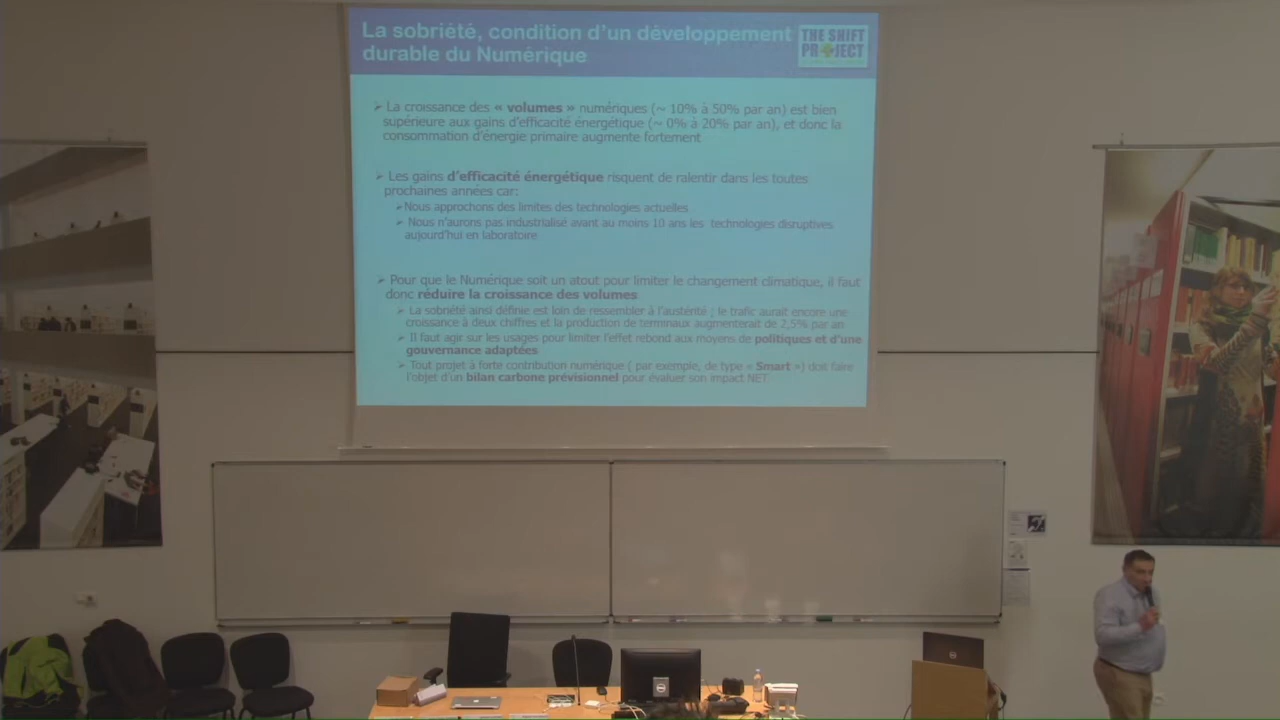 La sobriété, condition d'un développement
durable du Numérique
THE SHIFT
PROJECT
➢ La croissance des « volumes » numériques (~ 10% à 50% par an) est bien
supérieure aux gains d'efficacité énergétique (~ 0% à 20% par an), et donc la
consommation d'énergie primaire augmente fortement
➢ Les gains d'efficacité énergétique risquent de ralentir dans les toutes
prochaines années car:
➢ Nous approchons des limites des technologies actuelles
➢ Nous n'aurons pas industrialisé avant au moins 10 ans les technologies disruptives
aujourd'hui en laboratoire
➢ Pour que le Numérique soit un atout pour limiter le changement climatique, il faut
donc réduire la croissance des volumes
➢ La sobriété ainsi définie est loin de ressembler à l'austérité ; le trafic aurait encore une
croissance à deux chiffres et la production de terminaux augmenterait de 2,5% par an
➢ Il faut agir sur les usages pour limiter l'effet rebond aux moyens de politiques et d'une
gouvernance adaptées
➢ Tout projet à forte contribution numérique ( par exemple, de type « Smart ») doit faire
l'objet d'un bilan carbone prévisionnel pour évaluer son impact NET